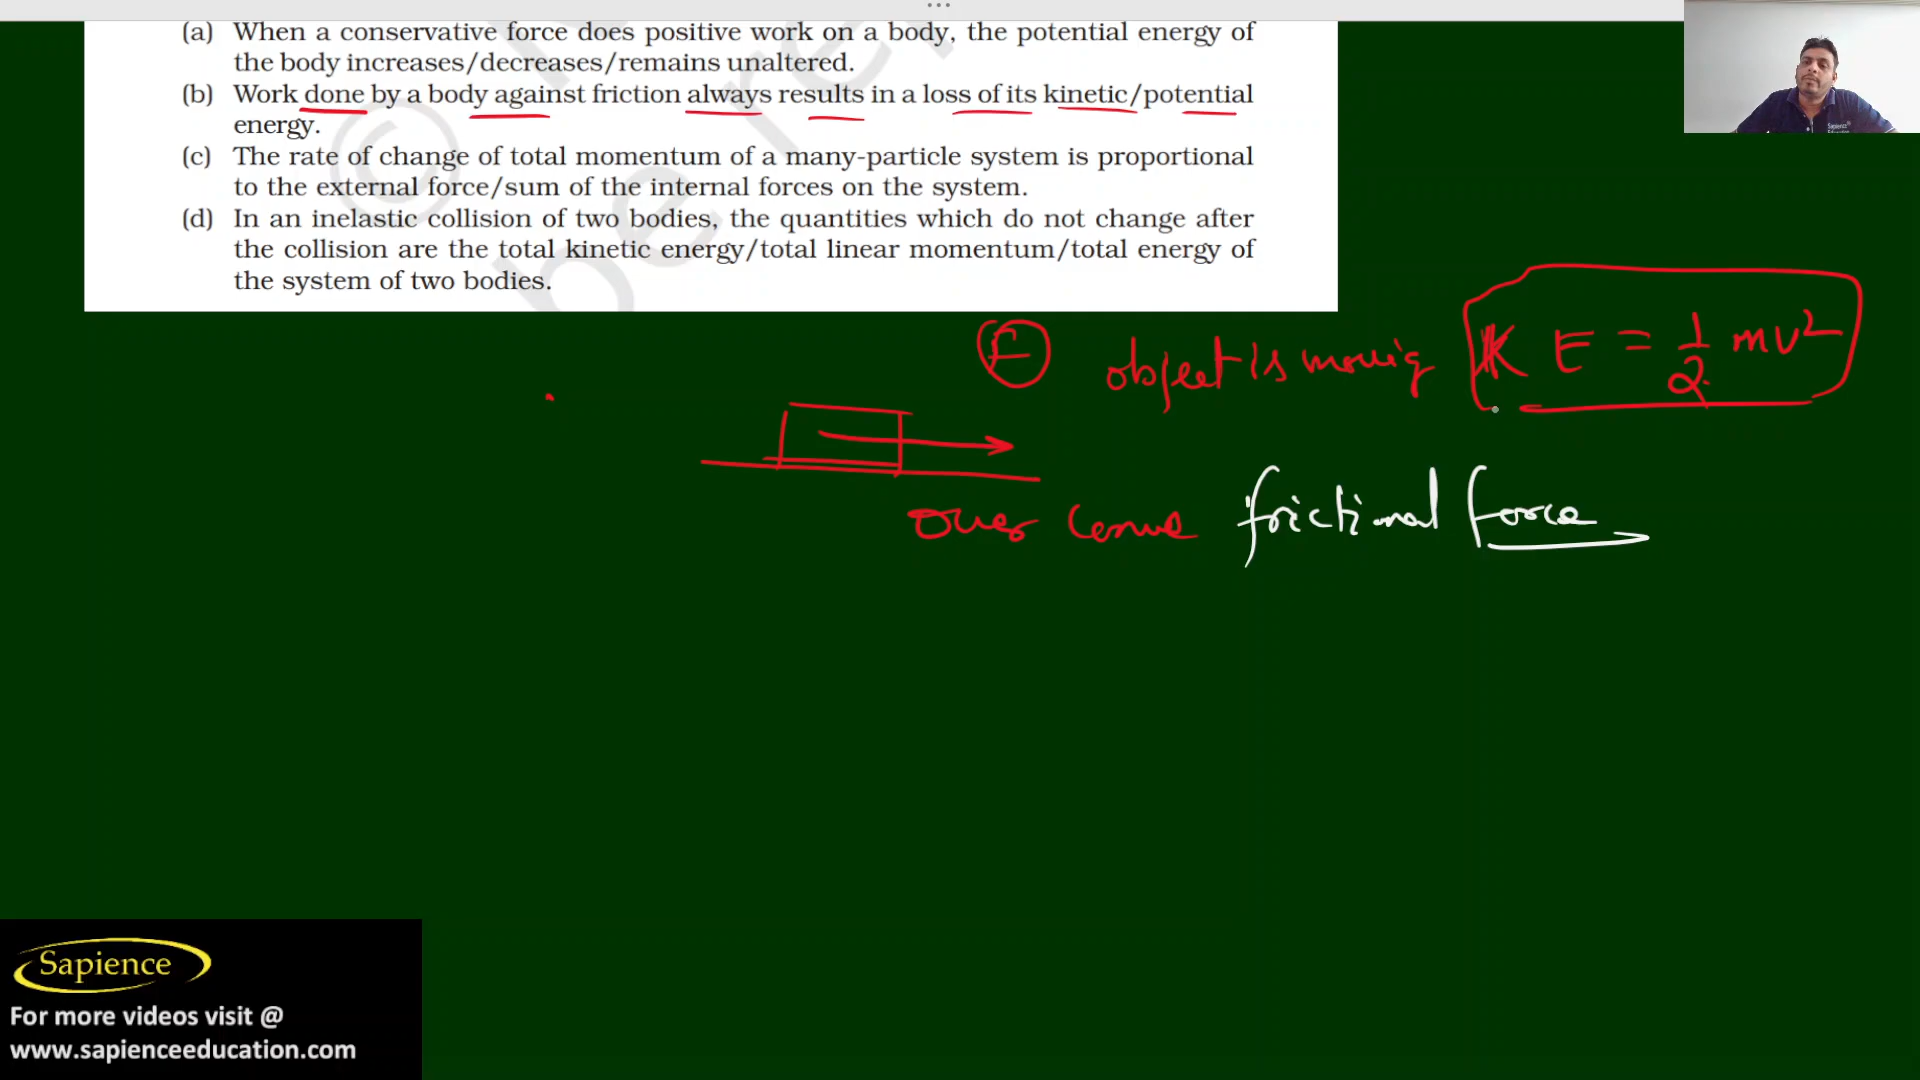 (a) When a conservative force does positive work on a body, the potential energy of
the body increases/decreases/remains unaltered.
(b) Work done by a body against friction always results in a loss of its kinetic/potential
energy.
(c) The rate of change of total momentum of a many-particle system is proportional
to the external force/sum of the internal forces on the system.
(d) In an inelastic collision of two bodies, the quantities which do not change after
the collision are the total kinetic energy/total linear momentum/total energy of
the system of two bodies.
object is moving K E = 1/2 mv²
over come frictional force
Sapience
For more videos visit @
www.sapienceeducation.com